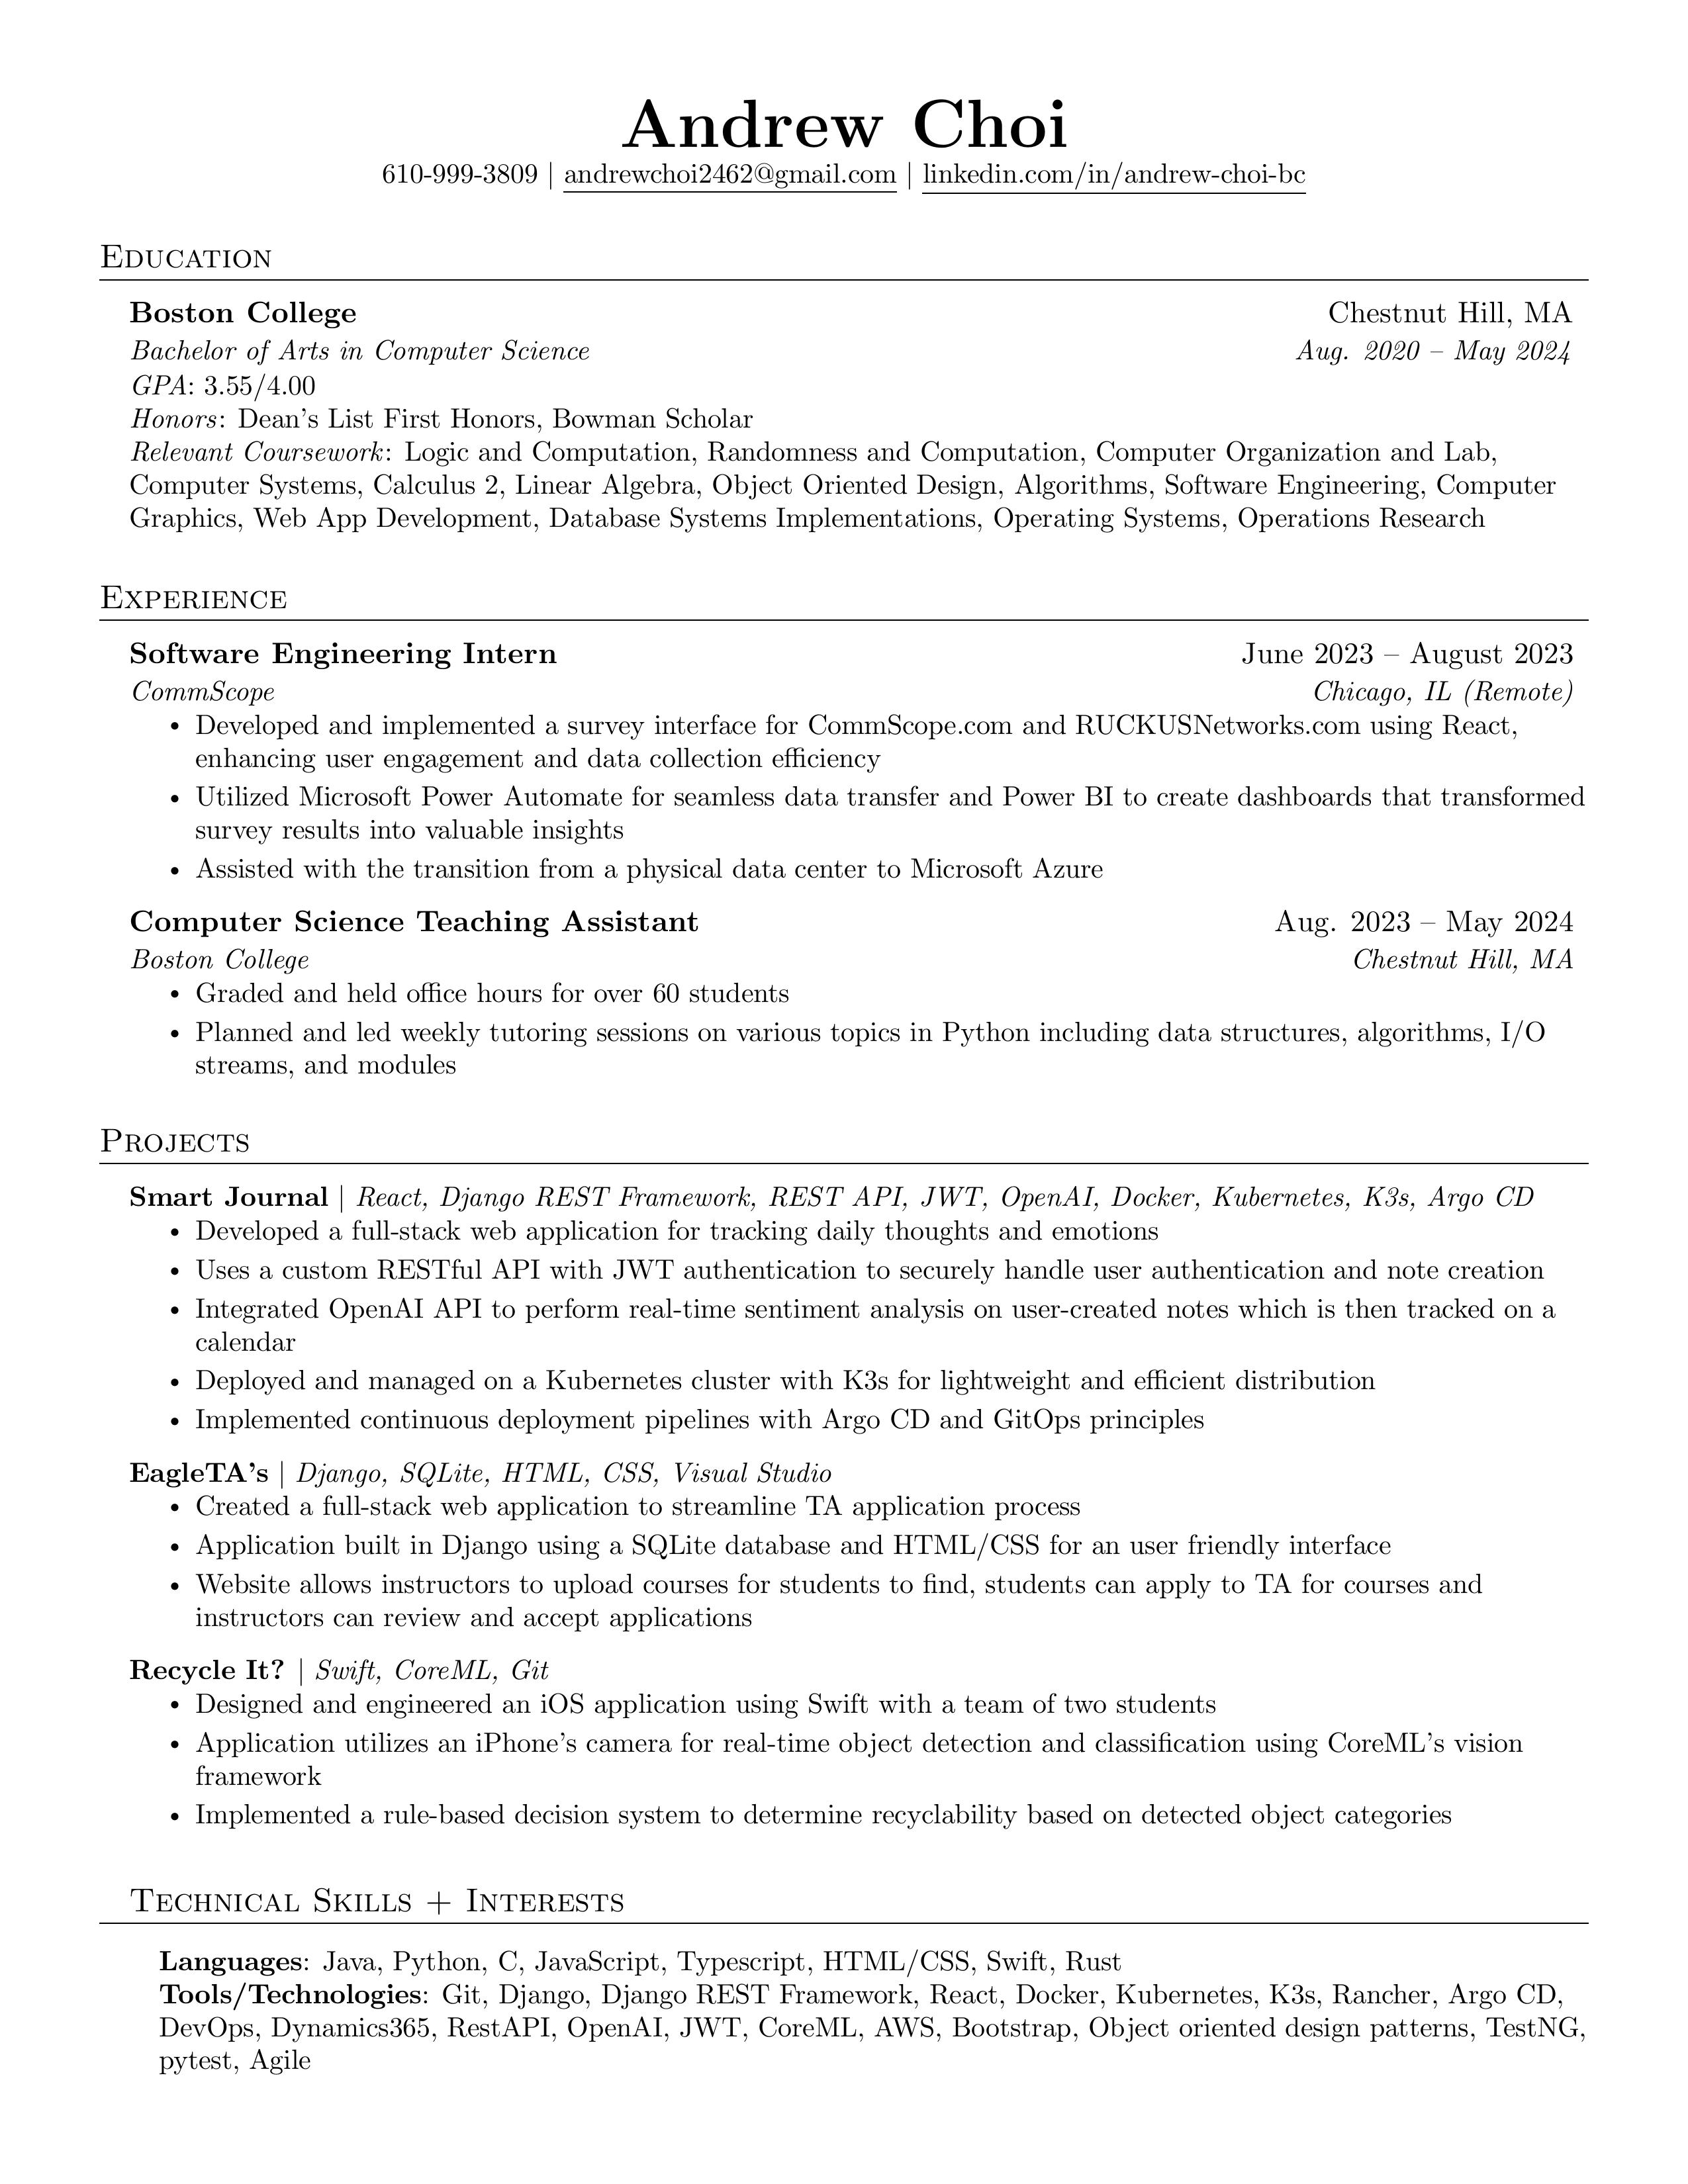 Andrew Choi
610-999-3809 | andrewchoi2462@gmail.com | linkedin.com/in/andrew-choi-bc
Education
Boston College Chestnut Hill, MA
Bachelor of Arts in Computer Science Aug. 2020 – May 2024
GPA: 3.55/4.00
Honors: Dean's List First Honors, Bowman Scholar
Relevant Coursework: Logic and Computation, Randomness and Computation, Computer Organization and Lab,
Computer Systems, Calculus 2, Linear Algebra, Object Oriented Design, Algorithms, Software Engineering, Computer
Graphics, Web App Development, Database Systems Implementations, Operating Systems, Operations Research
Experience
Software Engineering Intern June 2023 – August 2023
CommScope Chicago, IL (Remote)
• Developed and implemented a survey interface for CommScope.com and RUCKUSNetworks.com using React,
enhancing user engagement and data collection efficiency
• Utilized Microsoft Power Automate for seamless data transfer and Power BI to create dashboards that transformed
survey results into valuable insights
• Assisted with the transition from a physical data center to Microsoft Azure
Computer Science Teaching Assistant Aug. 2023 – May 2024
Boston College Chestnut Hill, MA
• Graded and held office hours for over 60 students
• Planned and led weekly tutoring sessions on various topics in Python including data structures, algorithms, I/O
streams, and modules
Projects
Smart Journal | React, Django REST Framework, REST API, JWT, OpenAI, Docker, Kubernetes, K3s, Argo CD
• Developed a full-stack web application for tracking daily thoughts and emotions
• Uses a custom RESTful API with JWT authentication to securely handle user authentication and note creation
• Integrated OpenAI API to perform real-time sentiment analysis on user-created notes which is then tracked on a
calendar
• Deployed and managed on a Kubernetes cluster with K3s for lightweight and efficient distribution
• Implemented continuous deployment pipelines with Argo CD and GitOps principles
EagleTA's | Django, SQLite, HTML, CSS, Visual Studio
• Created a full-stack web application to streamline TA application process
• Application built in Django using a SQLite database and HTML/CSS for an user friendly interface
• Website allows instructors to upload courses for students to find, students can apply to TA for courses and
instructors can review and accept applications
Recycle It? | Swift, CoreML, Git
• Designed and engineered an iOS application using Swift with a team of two students
• Application utilizes an iPhone's camera for real-time object detection and classification using CoreML's vision
framework
• Implemented a rule-based decision system to determine recyclability based on detected object categories
Technical Skills + Interests
Languages: Java, Python, C, JavaScript, Typescript, HTML/CSS, Swift, Rust
Tools/Technologies: Git, Django, Django REST Framework, React, Docker, Kubernetes, K3s, Rancher, Argo CD,
DevOps, Dynamics365, RestAPI, OpenAI, JWT, CoreML, AWS, Bootstrap, Object oriented design patterns, TestNG,
pytest, Agile